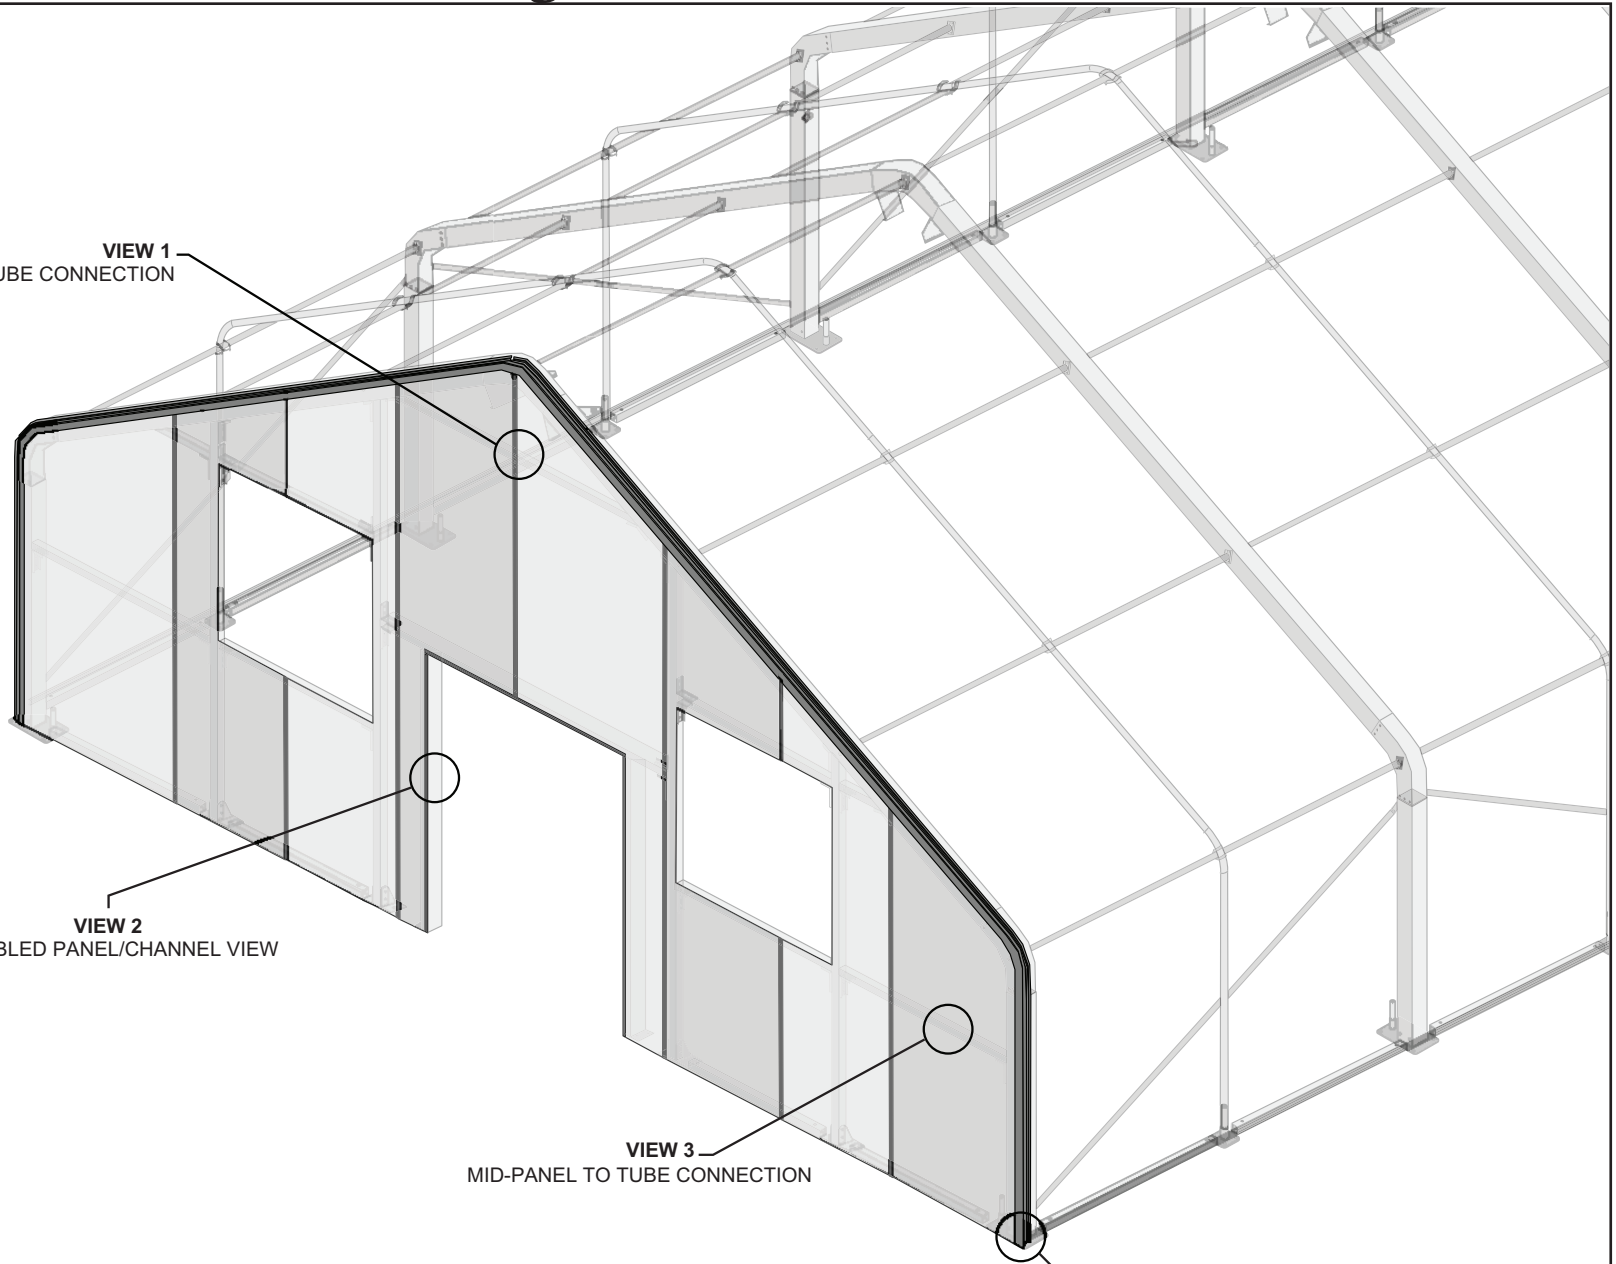 VIEW 1
UBE CONNECTION
VIEW 2
BLED PANEL/CHANNEL VIEW
VIEW 3
MID-PANEL TO TUBE CONNECTION